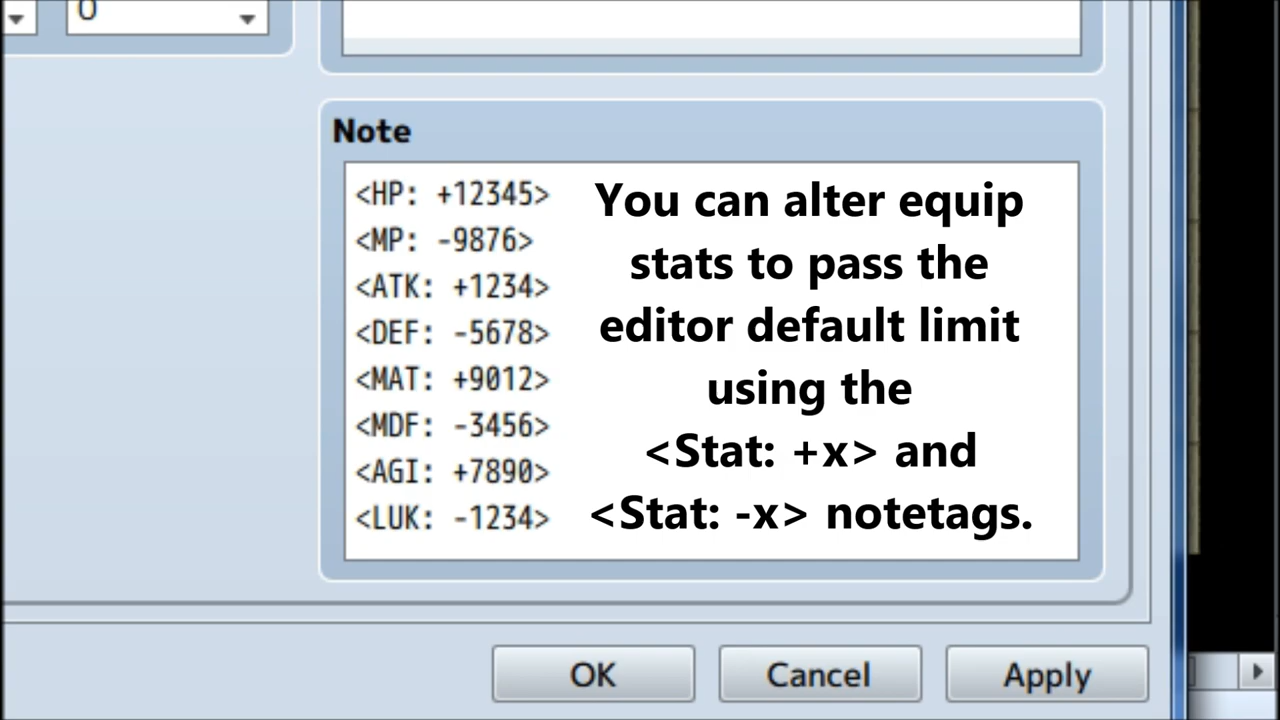 0
Note
<HP: +12345>
<MP: -9876>
<ATK: +1234>
<DEF: -5678>
<MAT: +9012>
<MDF: -3456>
<AGI: +7890>
<LUK: -1234>
You can alter equip
stats to pass the
editor default limit
using the
<Stat: +x> and
<Stat: -x> notetags.
OK
Cancel
Apply